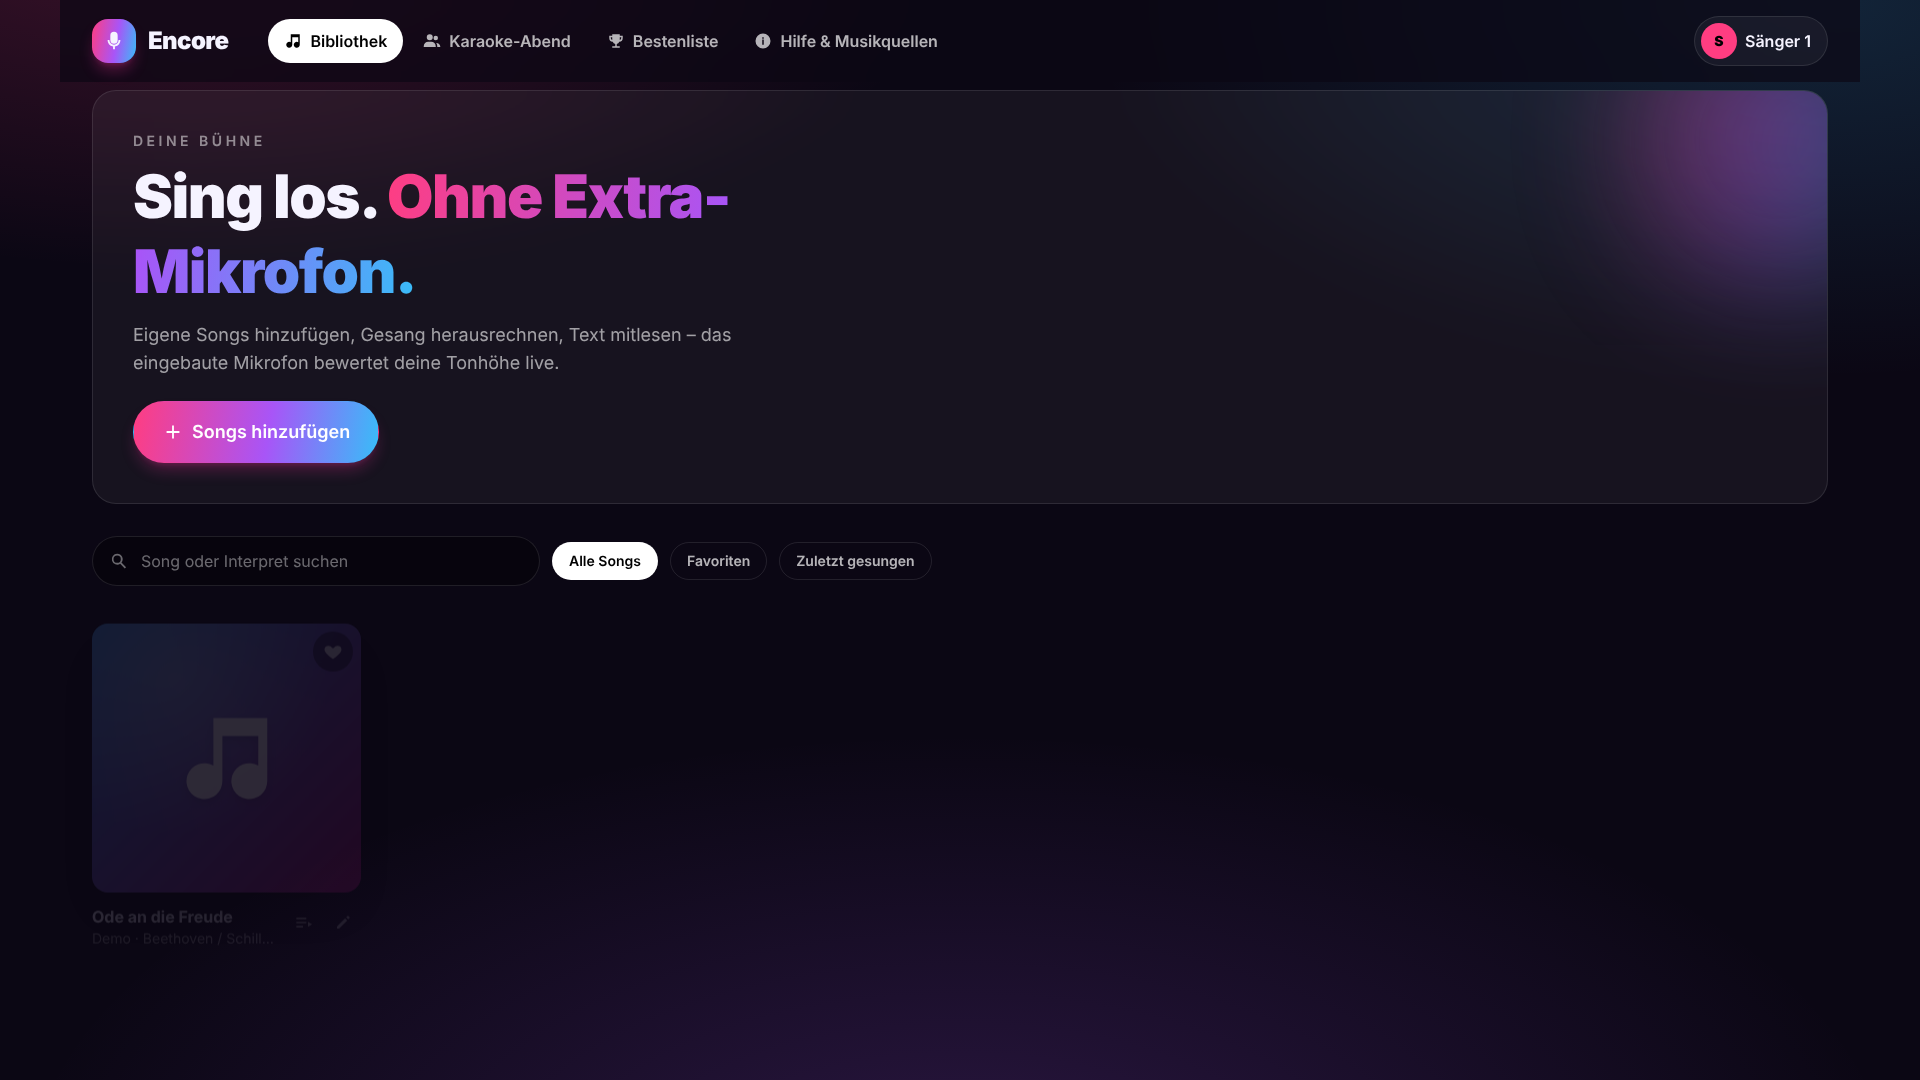 Encore
Bibliothek
Karaoke-Abend
Bestenliste
Hilfe & Musikquellen
S
Sänger 1
DEINE BÜHNE
Sing los. Ohne Extra-
Mikrofon.
Eigene Songs hinzufügen, Gesang herausrechnen, Text mitlesen – das
eingebaute Mikrofon bewertet deine Tonhöhe live.
Songs hinzufügen
Song oder Interpret suchen
Alle Songs
Favoriten
Zuletzt gesungen
Ode an die Freude
Demo · Beethoven / Schill...